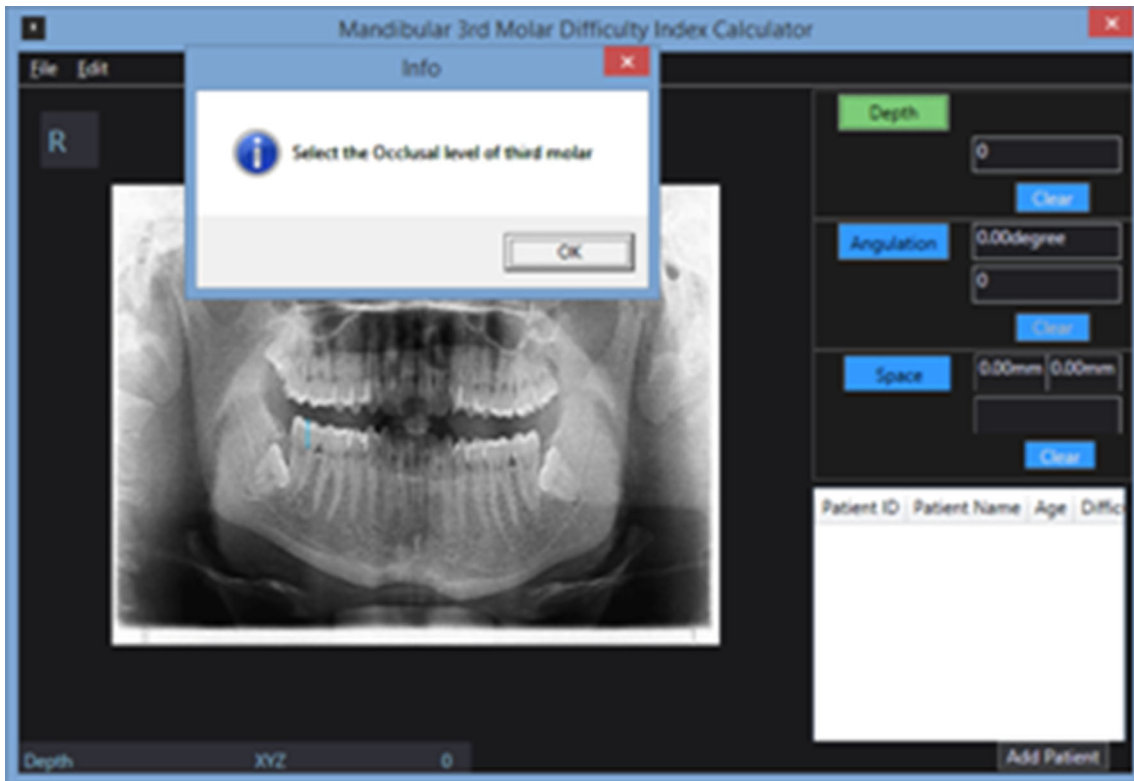 Mandibular 3rd Molar Difficulty Index Calculator
File Edit
Info
Select the Occlusal level of third molar
OK
R
Depth
0
Clear
Angulation 0.00degree
0
Clear
Space 0.00mm 0.00mm
Clear
Patient ID Patient Name Age Diffic
Depth XYZ 0
Add Patient